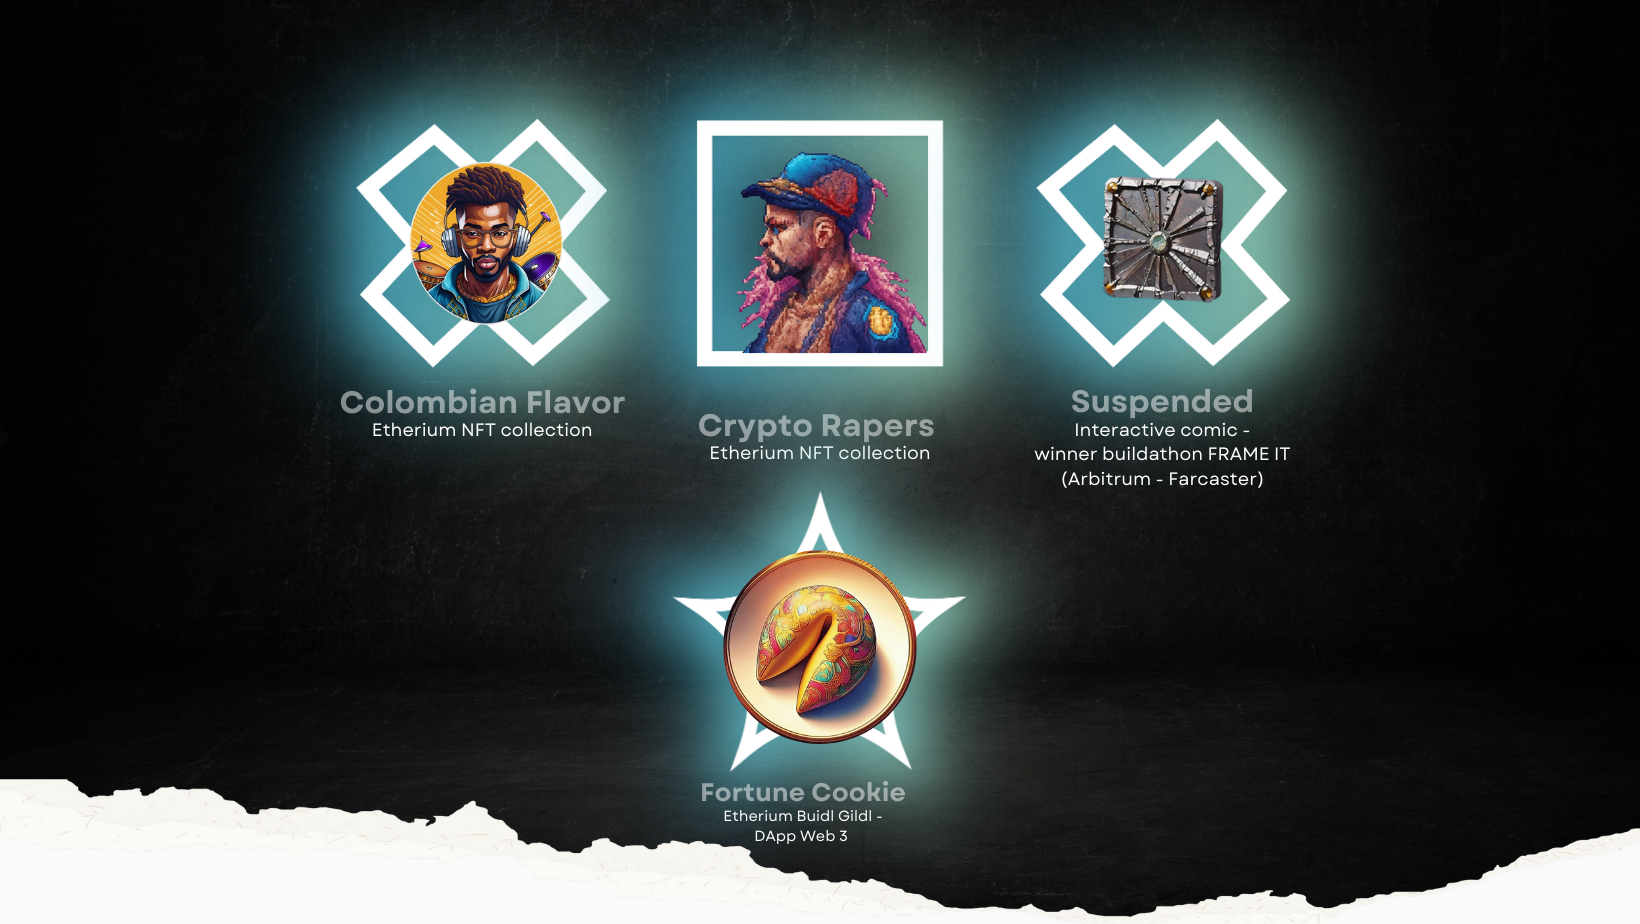 Colombian Flavor
Etherium NFT collection
Crypto Rapers
Etherium NFT collection
Suspended
Interactive comic -
winner buildathon FRAME IT
(Arbitrum - Farcaster)
Fortune Cookie
Etherium Buidl Gildl -
DApp Web 3